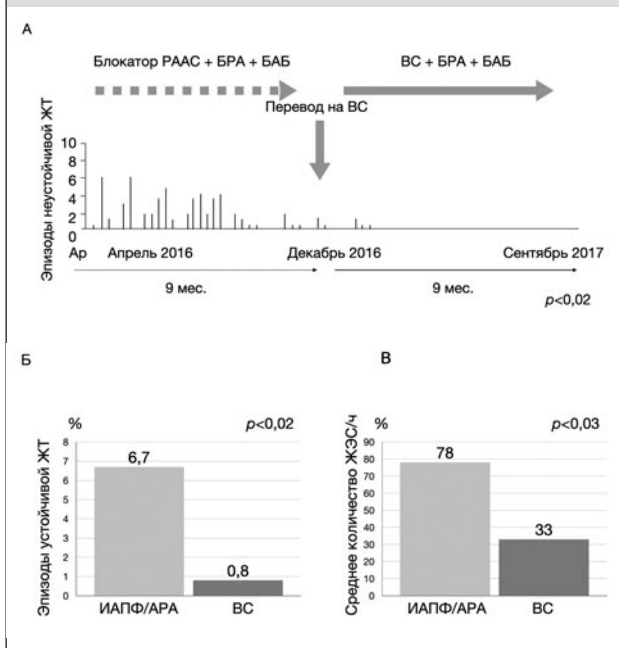 А
Блокатор РААС + БРА + БАБ
ВС + БРА + БАБ
Перевод на ВС
Эпизоды неустойчивой ЖТ
10
8
6
4
2
0
Ар
Апрель 2016
Декабрь 2016
Сентябрь 2017
9 мес.
9 мес.
p<0,02
Б
%
p<0,02
Эпизоды устойчивой ЖТ
8
7
6
5
4
3
2
1
0
6,7
0,8
ИАПФ/АРА
ВС
В
%
p<0,03
Среднее количество ЖЭС/ч
90
80
70
60
50
40
30
20
10
0
78
33
ИАПФ/АРА
ВС